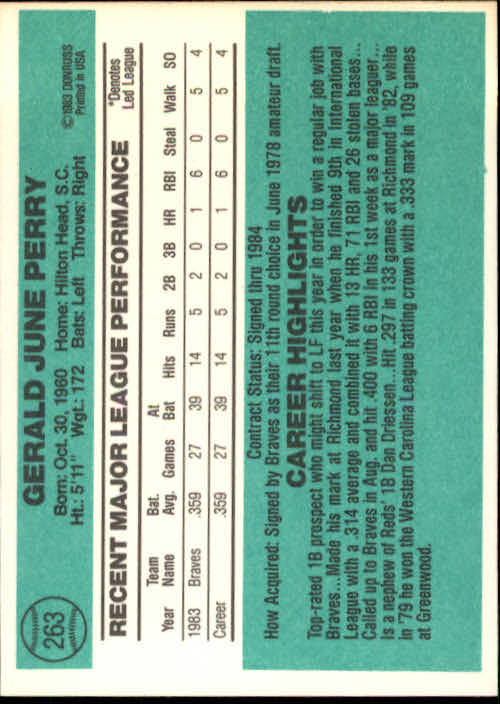 263
GERALD JUNE PERRY
Born: Oct. 30, 1960 Home: Hilton Head, S.C.
Ht.: 5'11" Wgt.: 172 Bats: Left Throws: Right
©1983 DONRUSS
Printed in USA
RECENT MAJOR LEAGUE PERFORMANCE
*Denotes
Led League
Team Bat. At
Year Name Avg. Games Bat Hits Runs 2B 3B HR RBI Steal Walk SO
1983 Braves .359 27 39 14 5 2 0 1 6 0 5 4
Career .359 27 39 14 5 2 0 1 6 0 5 4
Contract Status: Signed thru 1984
How Acquired: Signed by Braves as their 11th round choice in June 1978 amateur draft.
CAREER HIGHLIGHTS
Top-rated 1B prospect who might shift to LF this year in order to win a regular job with
Braves...Made his mark at Richmond last year when he finished 9th in International
League with a .314 average and combined it with 13 HR, 71 RBI and 26 stolen bases...
Called up to Braves in Aug. and hit .400 with 6 RBI in his 1st week as a major leaguer...
Is a nephew of Reds' 1B Dan Driessen...Hit .297 in 133 games at Richmond in '82, while
in '79 he won the Western Carolina League batting crown with a .333 mark in 109 games
at Greenwood.